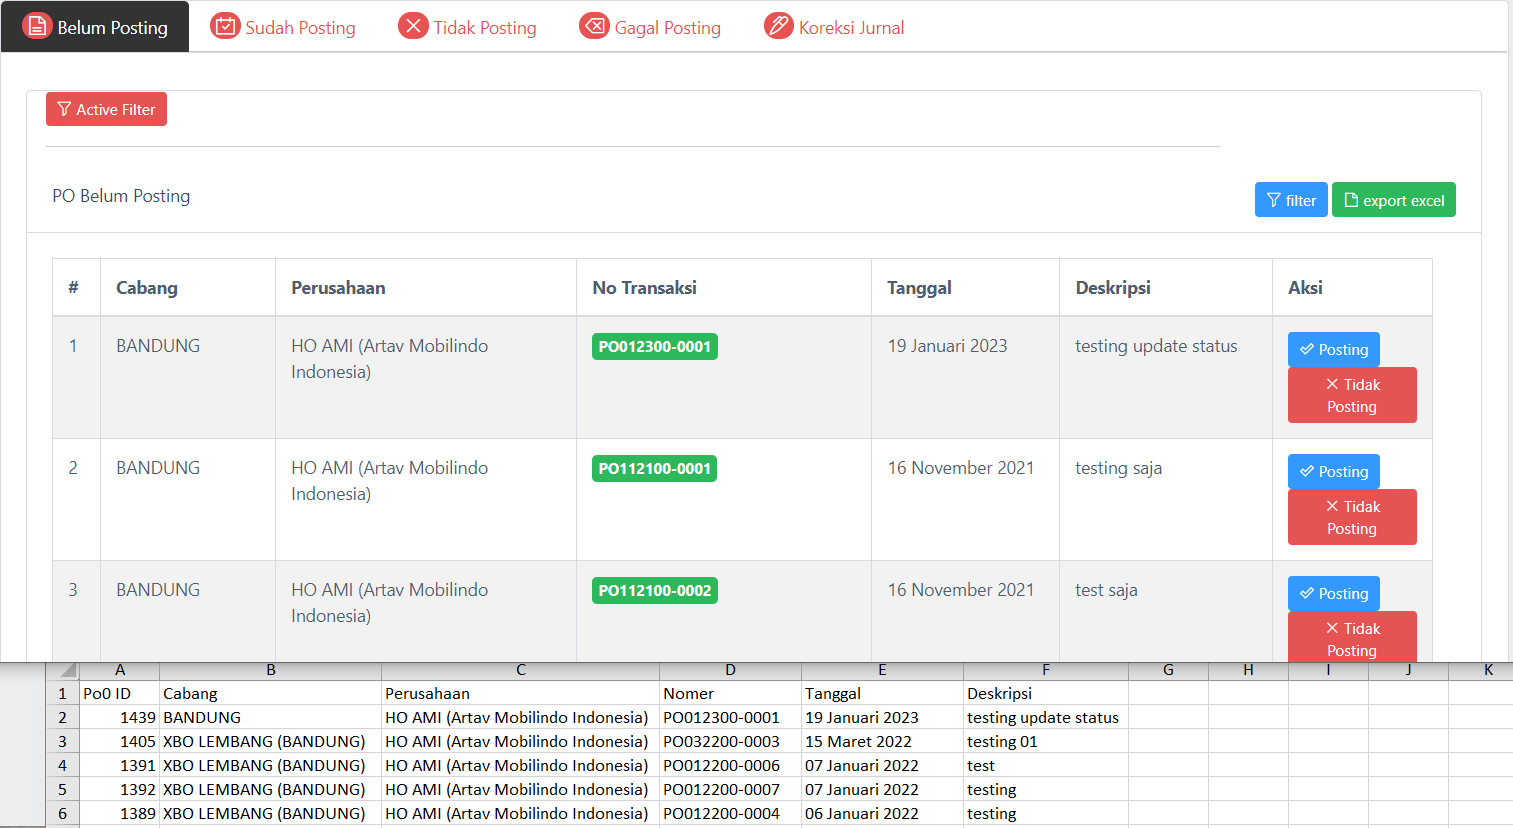 Belum Posting Sudah Posting Tidak Posting Gagal Posting Koreksi Jurnal
Active Filter
PO Belum Posting filter export excel
# Cabang Perusahaan No Transaksi Tanggal Deskripsi Aksi
1 BANDUNG HO AMI (Artav Mobilindo PO012300-0001 19 Januari 2023 testing update status Posting
Indonesia) Tidak
Posting
2 BANDUNG HO AMI (Artav Mobilindo PO112100-0001 16 November 2021 testing saja Posting
Indonesia) Tidak
Posting
3 BANDUNG HO AMI (Artav Mobilindo PO112100-0002 16 November 2021 test saja Posting
Indonesia) Tidak
Posting
A B C D E F G H I J K
1 Po0 ID Cabang Perusahaan Nomer Tanggal Deskripsi
2 1439 BANDUNG HO AMI (Artav Mobilindo Indonesia) PO012300-0001 19 Januari 2023 testing update status
3 1405 XBO LEMBANG (BANDUNG) HO AMI (Artav Mobilindo Indonesia) PO032200-0003 15 Maret 2022 testing 01
4 1391 XBO LEMBANG (BANDUNG) HO AMI (Artav Mobilindo Indonesia) PO012200-0006 07 Januari 2022 test
5 1392 XBO LEMBANG (BANDUNG) HO AMI (Artav Mobilindo Indonesia) PO012200-0007 07 Januari 2022 testing
6 1389 XBO LEMBANG (BANDUNG) HO AMI (Artav Mobilindo Indonesia) PO012200-0004 06 Januari 2022 testing